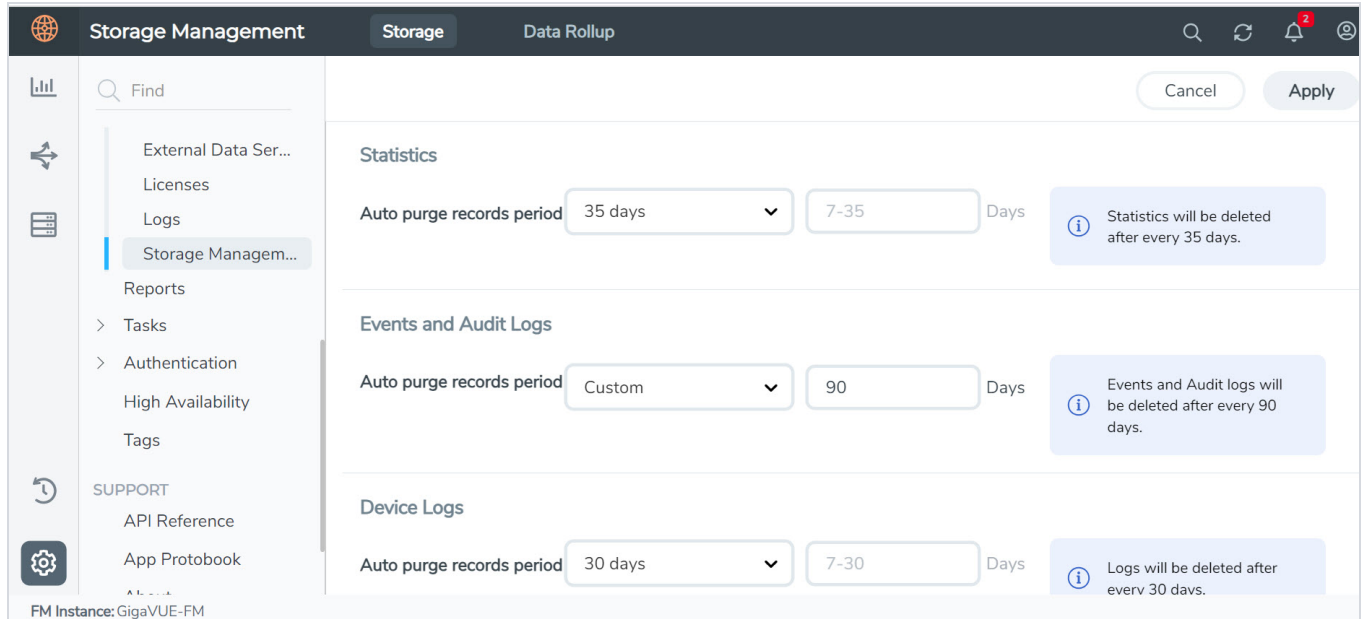 Storage Management
Storage
Data Rollup
2
Find
Cancel
Apply
External Data Ser...
Licenses
Logs
Storage Managem...
Reports
Tasks
Authentication
High Availability
Tags
SUPPORT
API Reference
App Protobook
About
Statistics
Auto purge records period
35 days
7-35
Days
Statistics will be deleted
after every 35 days.
Events and Audit Logs
Auto purge records period
Custom
90
Days
Events and Audit logs will
be deleted after every 90
days.
Device Logs
Auto purge records period
30 days
7-30
Days
Logs will be deleted after
every 30 days.
FM Instance: GigaVUE-FM